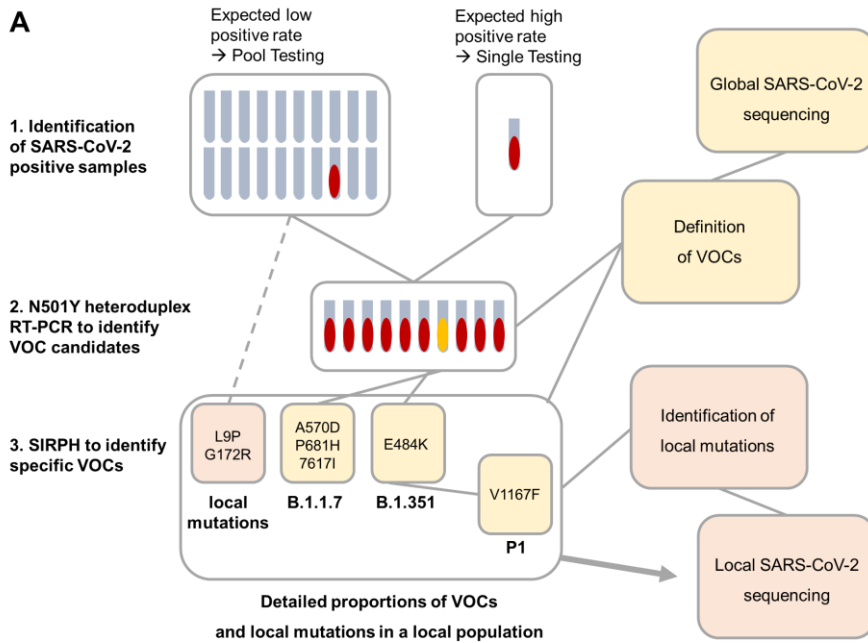 A
Expected low
positive rate
→ Pool Testing
Expected high
positive rate
→ Single Testing
Global SARS-CoV-2
sequencing
1. Identification
of SARS-CoV-2
positive samples
Definition
of VOCs
2. N501Y heteroduplex
RT-PCR to identify
VOC candidates
3. SIRPH to identify
specific VOCs
L9P
G172R
local
mutations
A570D
P681H
7617I
B.1.1.7
E484K
B.1.351
V1167F
P1
Identification of
local mutations
Local SARS-CoV-2
sequencing
Detailed proportions of VOCs
and local mutations in a local population